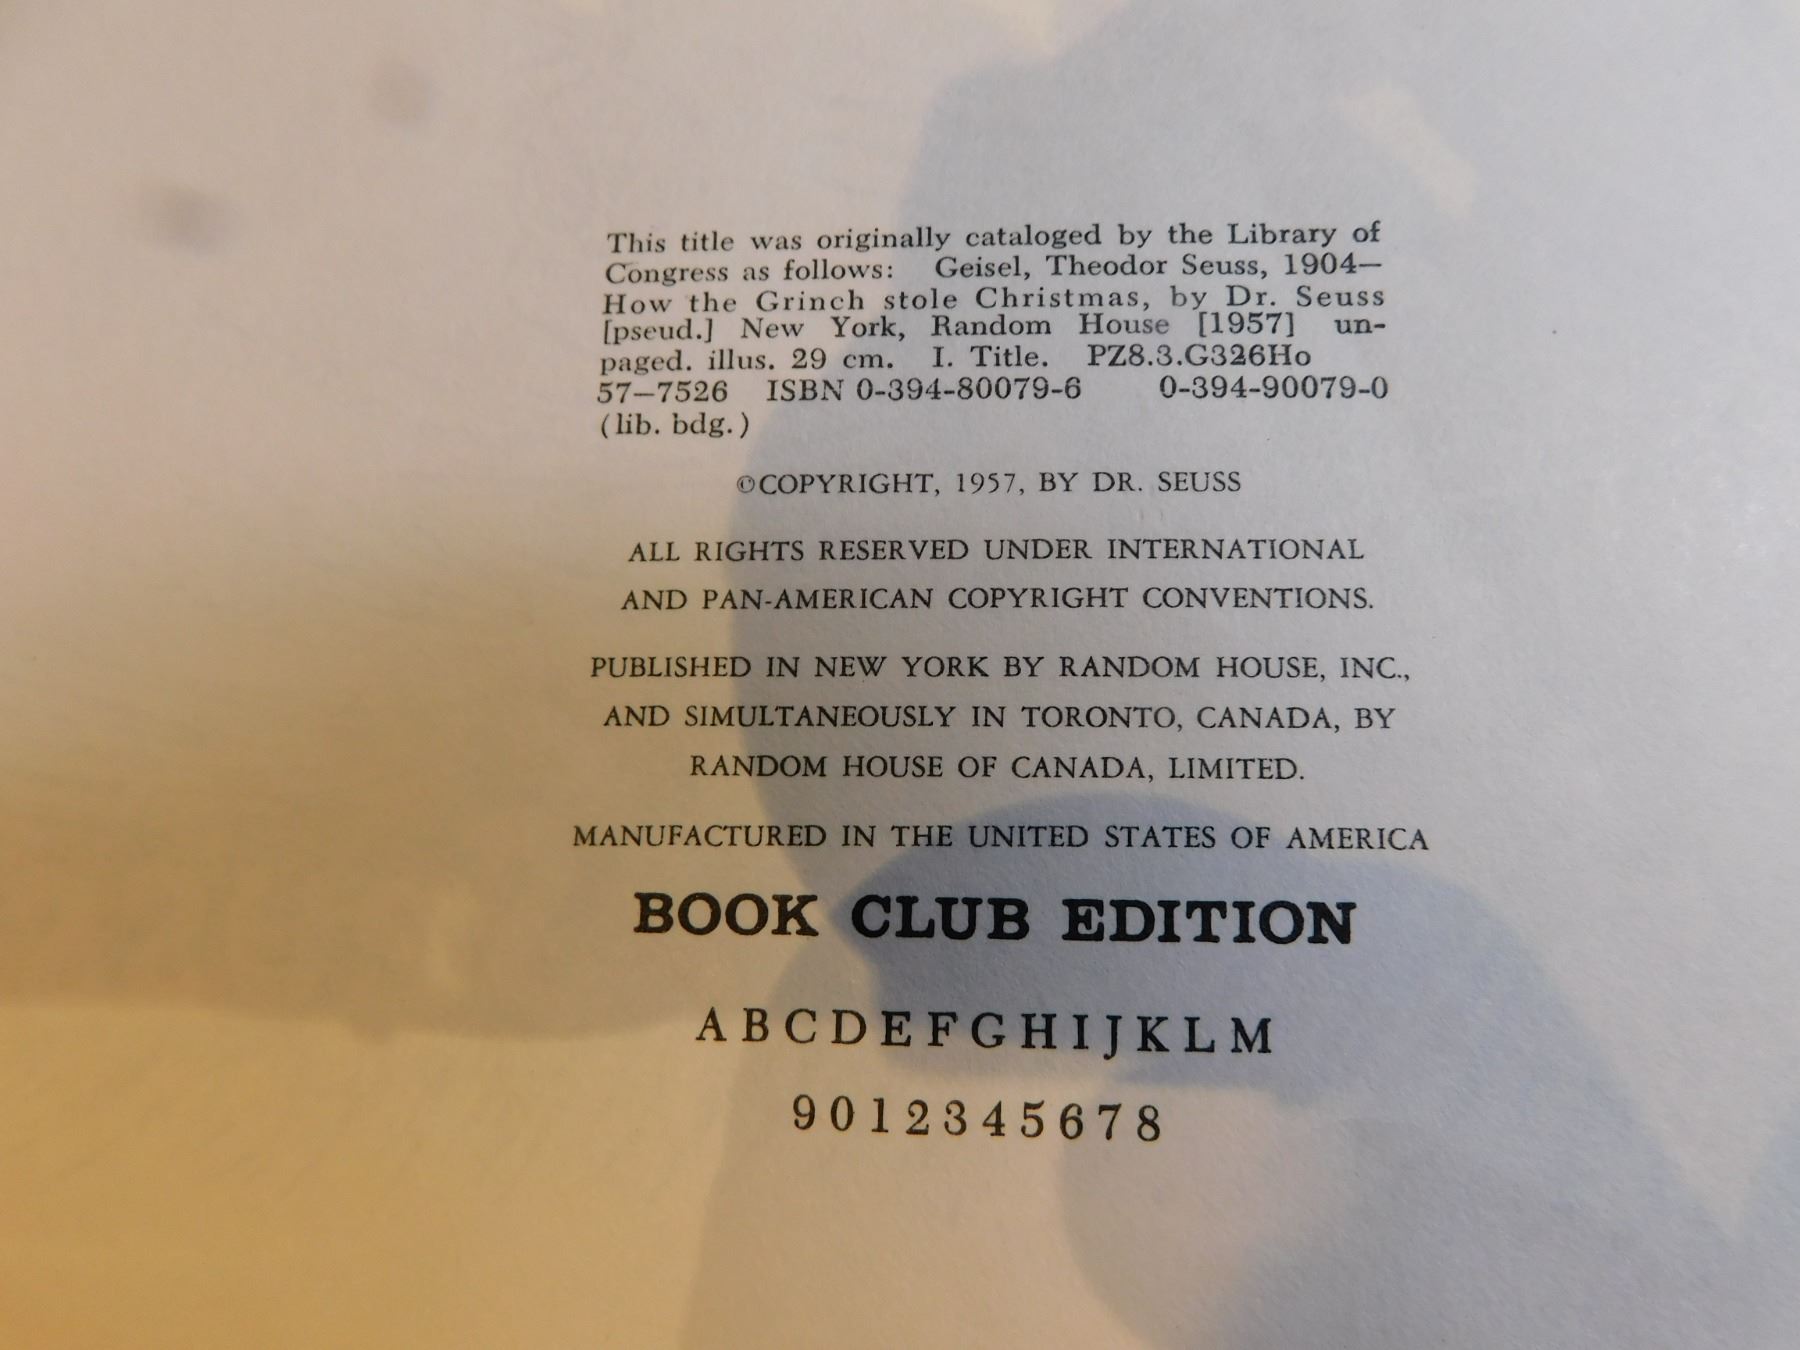 This title was originally cataloged by the Library of
Congress as follows: Geisel, Theodor Seuss, 1904—
How the Grinch stole Christmas, by Dr. Seuss
[pseud.] New York, Random House [1957] un-
paged. illus. 29 cm. I. Title. PZ8.3.G326Ho
57—7526 ISBN 0-394-80079-6 0-394-90079-0
(lib. bdg.)
©COPYRIGHT, 1957, BY DR. SEUSS
ALL RIGHTS RESERVED UNDER INTERNATIONAL
AND PAN-AMERICAN COPYRIGHT CONVENTIONS.
PUBLISHED IN NEW YORK BY RANDOM HOUSE, INC.,
AND SIMULTANEOUSLY IN TORONTO, CANADA, BY
RANDOM HOUSE OF CANADA, LIMITED.
MANUFACTURED IN THE UNITED STATES OF AMERICA
BOOK CLUB EDITION
A B C D E F G H I J K L M
9 0 1 2 3 4 5 6 7 8